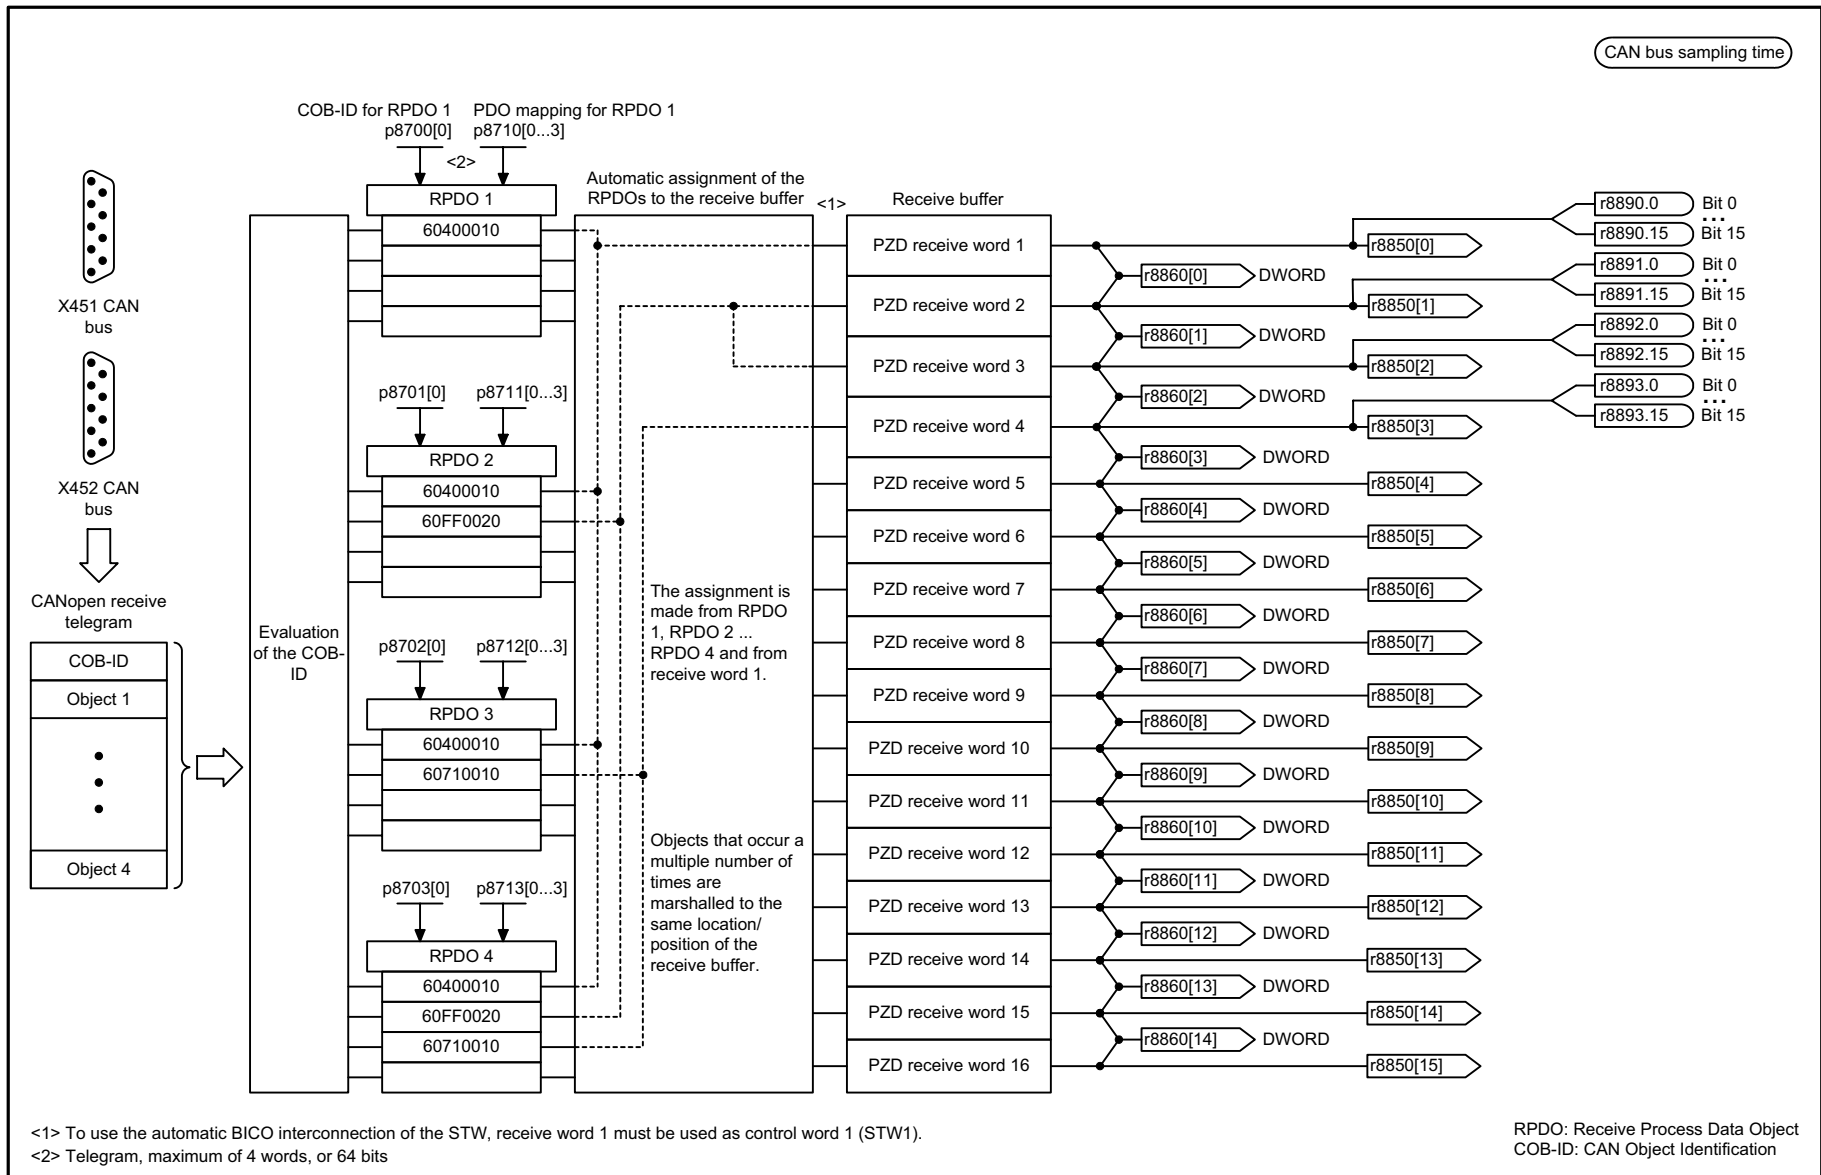 CAN bus sampling time
COB-ID for RPDO 1
p8700[0]
PDO mapping for RPDO 1
p8710[0...3]
<2>
X451 CAN
bus
X452 CAN
bus
CANopen receive
telegram
COB-ID
Object 1
Object 4
Evaluation
of the COB-
ID
RPDO 1
60400010
p8701[0]
p8711[0...3]
RPDO 2
60400010
60FF0020
p8702[0]
p8712[0...3]
RPDO 3
60400010
60710010
p8703[0]
p8713[0...3]
RPDO 4
60400010
60FF0020
60710010
Automatic assignment of the
RPDOs to the receive buffer
The assignment is
made from RPDO
1, RPDO 2 ...
RPDO 4 and from
receive word 1.
Objects that occur a
multiple number of
times are
marshalled to the
same location/
position of the
receive buffer.
<1>
Receive buffer
PZD receive word 1
PZD receive word 2
PZD receive word 3
PZD receive word 4
PZD receive word 5
PZD receive word 6
PZD receive word 7
PZD receive word 8
PZD receive word 9
PZD receive word 10
PZD receive word 11
PZD receive word 12
PZD receive word 13
PZD receive word 14
PZD receive word 15
PZD receive word 16
r8860[0] DWORD
r8860[1] DWORD
r8860[2] DWORD
r8860[3] DWORD
r8860[4] DWORD
r8860[5] DWORD
r8860[6] DWORD
r8860[7] DWORD
r8860[8] DWORD
r8860[9] DWORD
r8860[10] DWORD
r8860[11] DWORD
r8860[12] DWORD
r8860[13] DWORD
r8860[14] DWORD
r8850[0]
r8850[1]
r8850[2]
r8850[3]
r8850[4]
r8850[5]
r8850[6]
r8850[7]
r8850[8]
r8850[9]
r8850[10]
r8850[11]
r8850[12]
r8850[13]
r8850[14]
r8850[15]
r8890.0 Bit 0
...
r8890.15 Bit 15
r8891.0 Bit 0
...
r8891.15 Bit 15
r8892.0 Bit 0
...
r8892.15 Bit 15
r8893.0 Bit 0
...
r8893.15 Bit 15
<1> To use the automatic BICO interconnection of the STW, receive word 1 must be used as control word 1 (STW1).
<2> Telegram, maximum of 4 words, or 64 bits
RPDO: Receive Process Data Object
COB-ID: CAN Object Identification